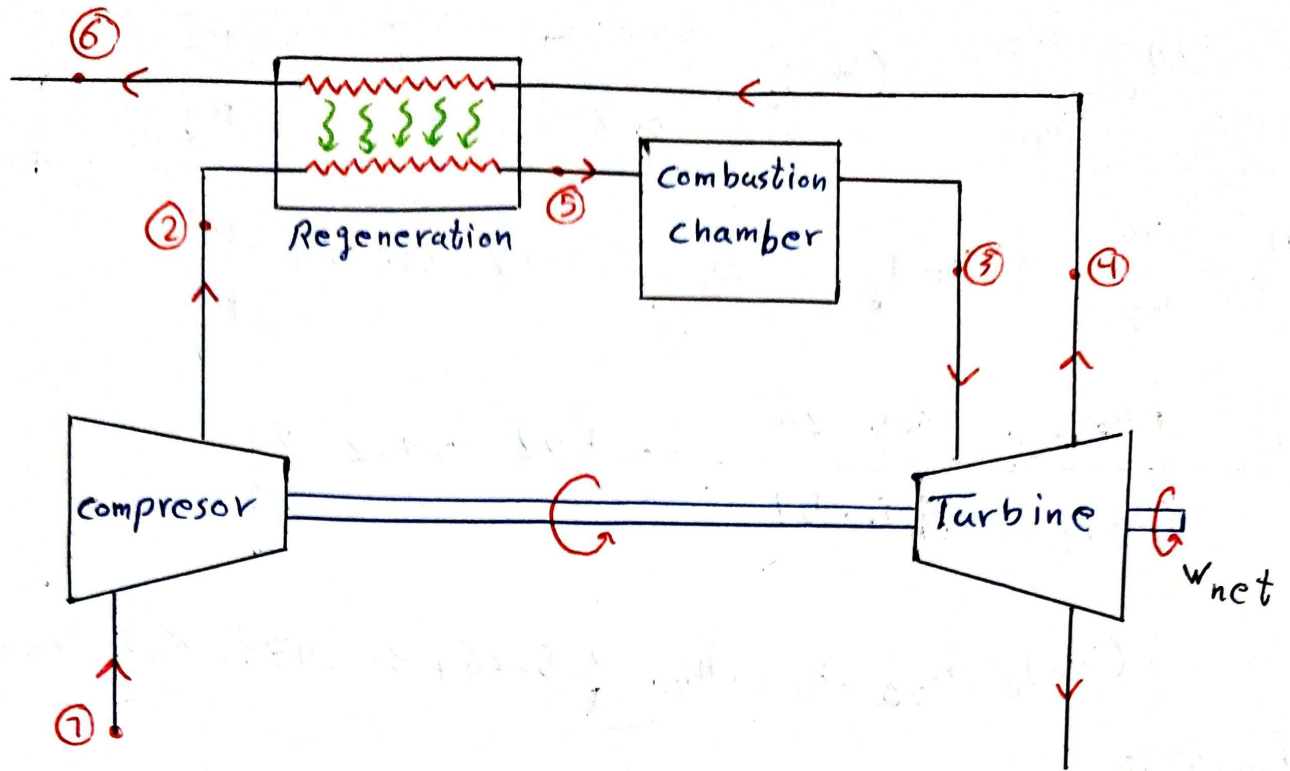 ⑥
Regeneration
②
⑤
combustion
chamber
③
④
compresor
Turbine
Wnet
①